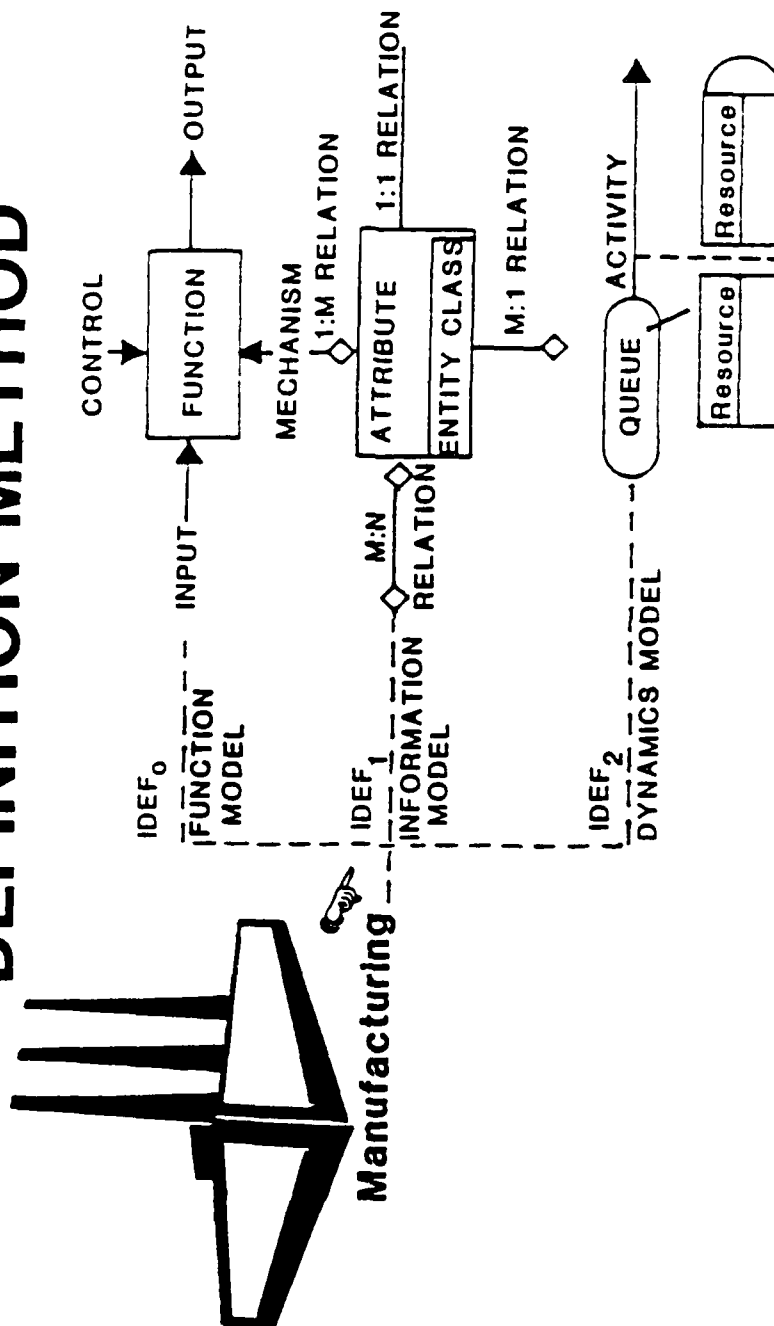 DEFINITION METHOD
Manufacturing
IDEF0
FUNCTION
MODEL
INPUT
CONTROL
FUNCTION
OUTPUT
MECHANISM
IDEF1
INFORMATION
MODEL
M:N
RELATION
1:M RELATION
ATTRIBUTE
ENTITY CLASS
1:1 RELATION
M:1 RELATION
IDEF2
DYNAMICS MODEL
QUEUE
ACTIVITY
Resource
Resource